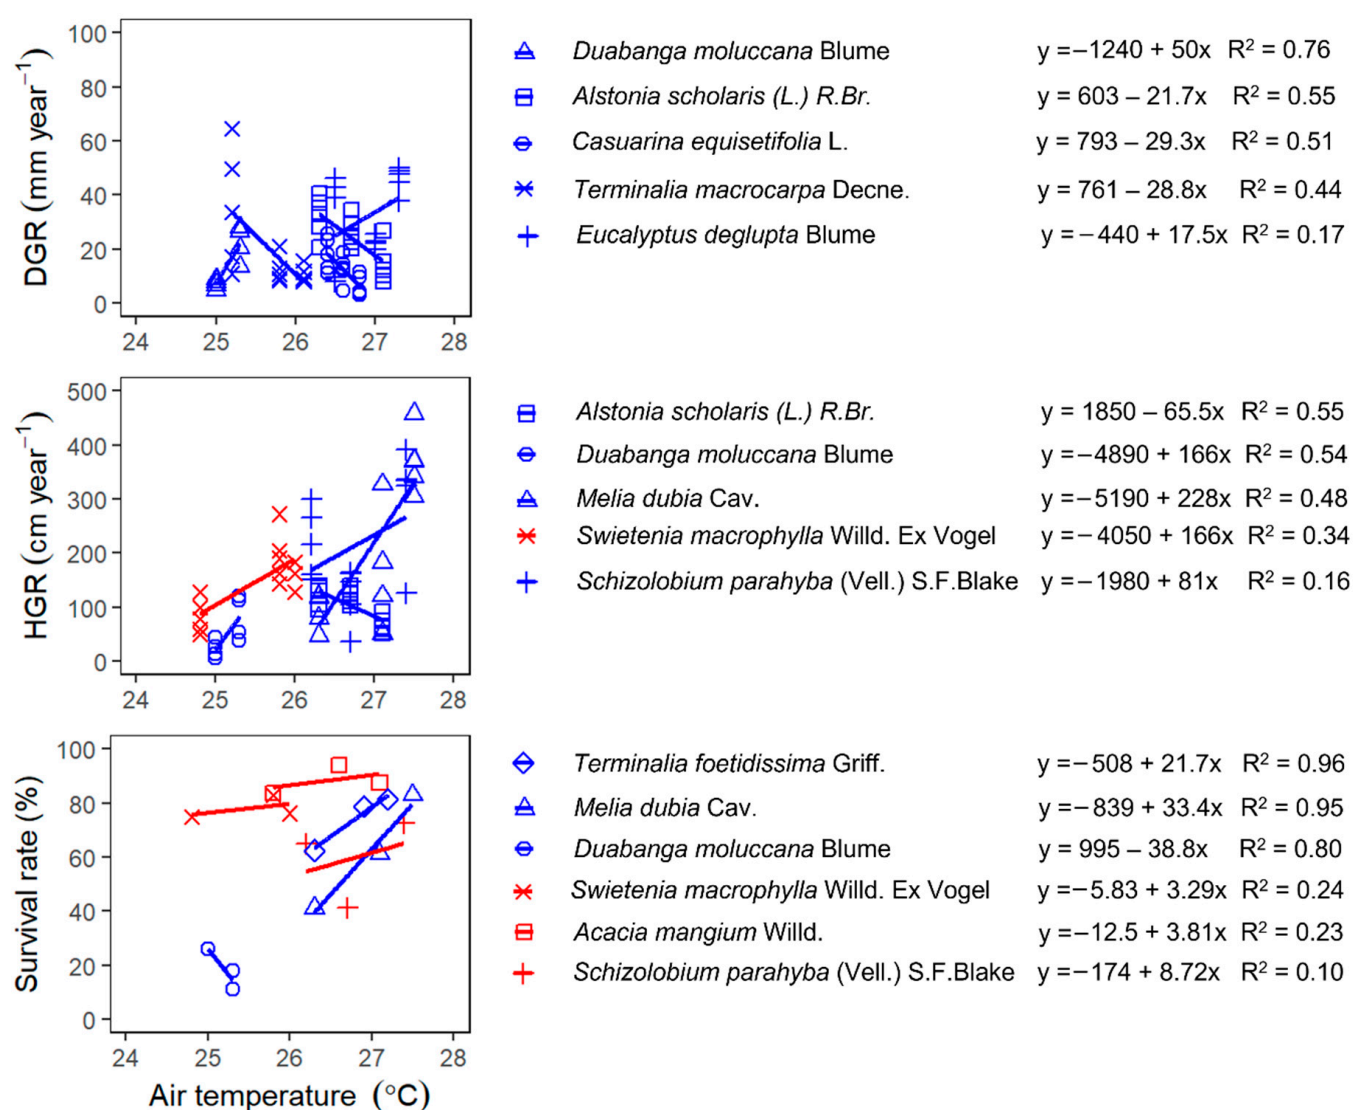 DGR (mm year⁻¹)
100
80
60
40
20
0
24 25 26 27 28
Duabanga moluccana Blume y =−1240 + 50x R² = 0.76
Alstonia scholaris (L.) R.Br. y = 603 – 21.7x R² = 0.55
Casuarina equisetifolia L. y = 793 – 29.3x R² = 0.51
Terminalia macrocarpa Decne. y = 761 – 28.8x R² = 0.44
Eucalyptus deglupta Blume y =−440 + 17.5x R² = 0.17
HGR (cm year⁻¹)
500
400
300
200
100
0
24 25 26 27 28
Alstonia scholaris (L.) R.Br. y = 1850 – 65.5x R² = 0.55
Duabanga moluccana Blume y =−4890 + 166x R² = 0.54
Melia dubia Cav. y =−5190 + 228x R² = 0.48
Swietenia macrophylla Willd. Ex Vogel y =−4050 + 166x R² = 0.34
Schizolobium parahyba (Vell.) S.F.Blake y =−1980 + 81x R² = 0.16
Survival rate (%)
100
80
60
40
20
0
24 25 26 27 28
Air temperature (°C)
Terminalia foetidissima Griff. y =−508 + 21.7x R² = 0.96
Melia dubia Cav. y =−839 + 33.4x R² = 0.95
Duabanga moluccana Blume y = 995 – 38.8x R² = 0.80
Swietenia macrophylla Willd. Ex Vogel y =−5.83 + 3.29x R² = 0.24
Acacia mangium Willd. y =−12.5 + 3.81x R² = 0.23
Schizolobium parahyba (Vell.) S.F.Blake y =−174 + 8.72x R² = 0.10